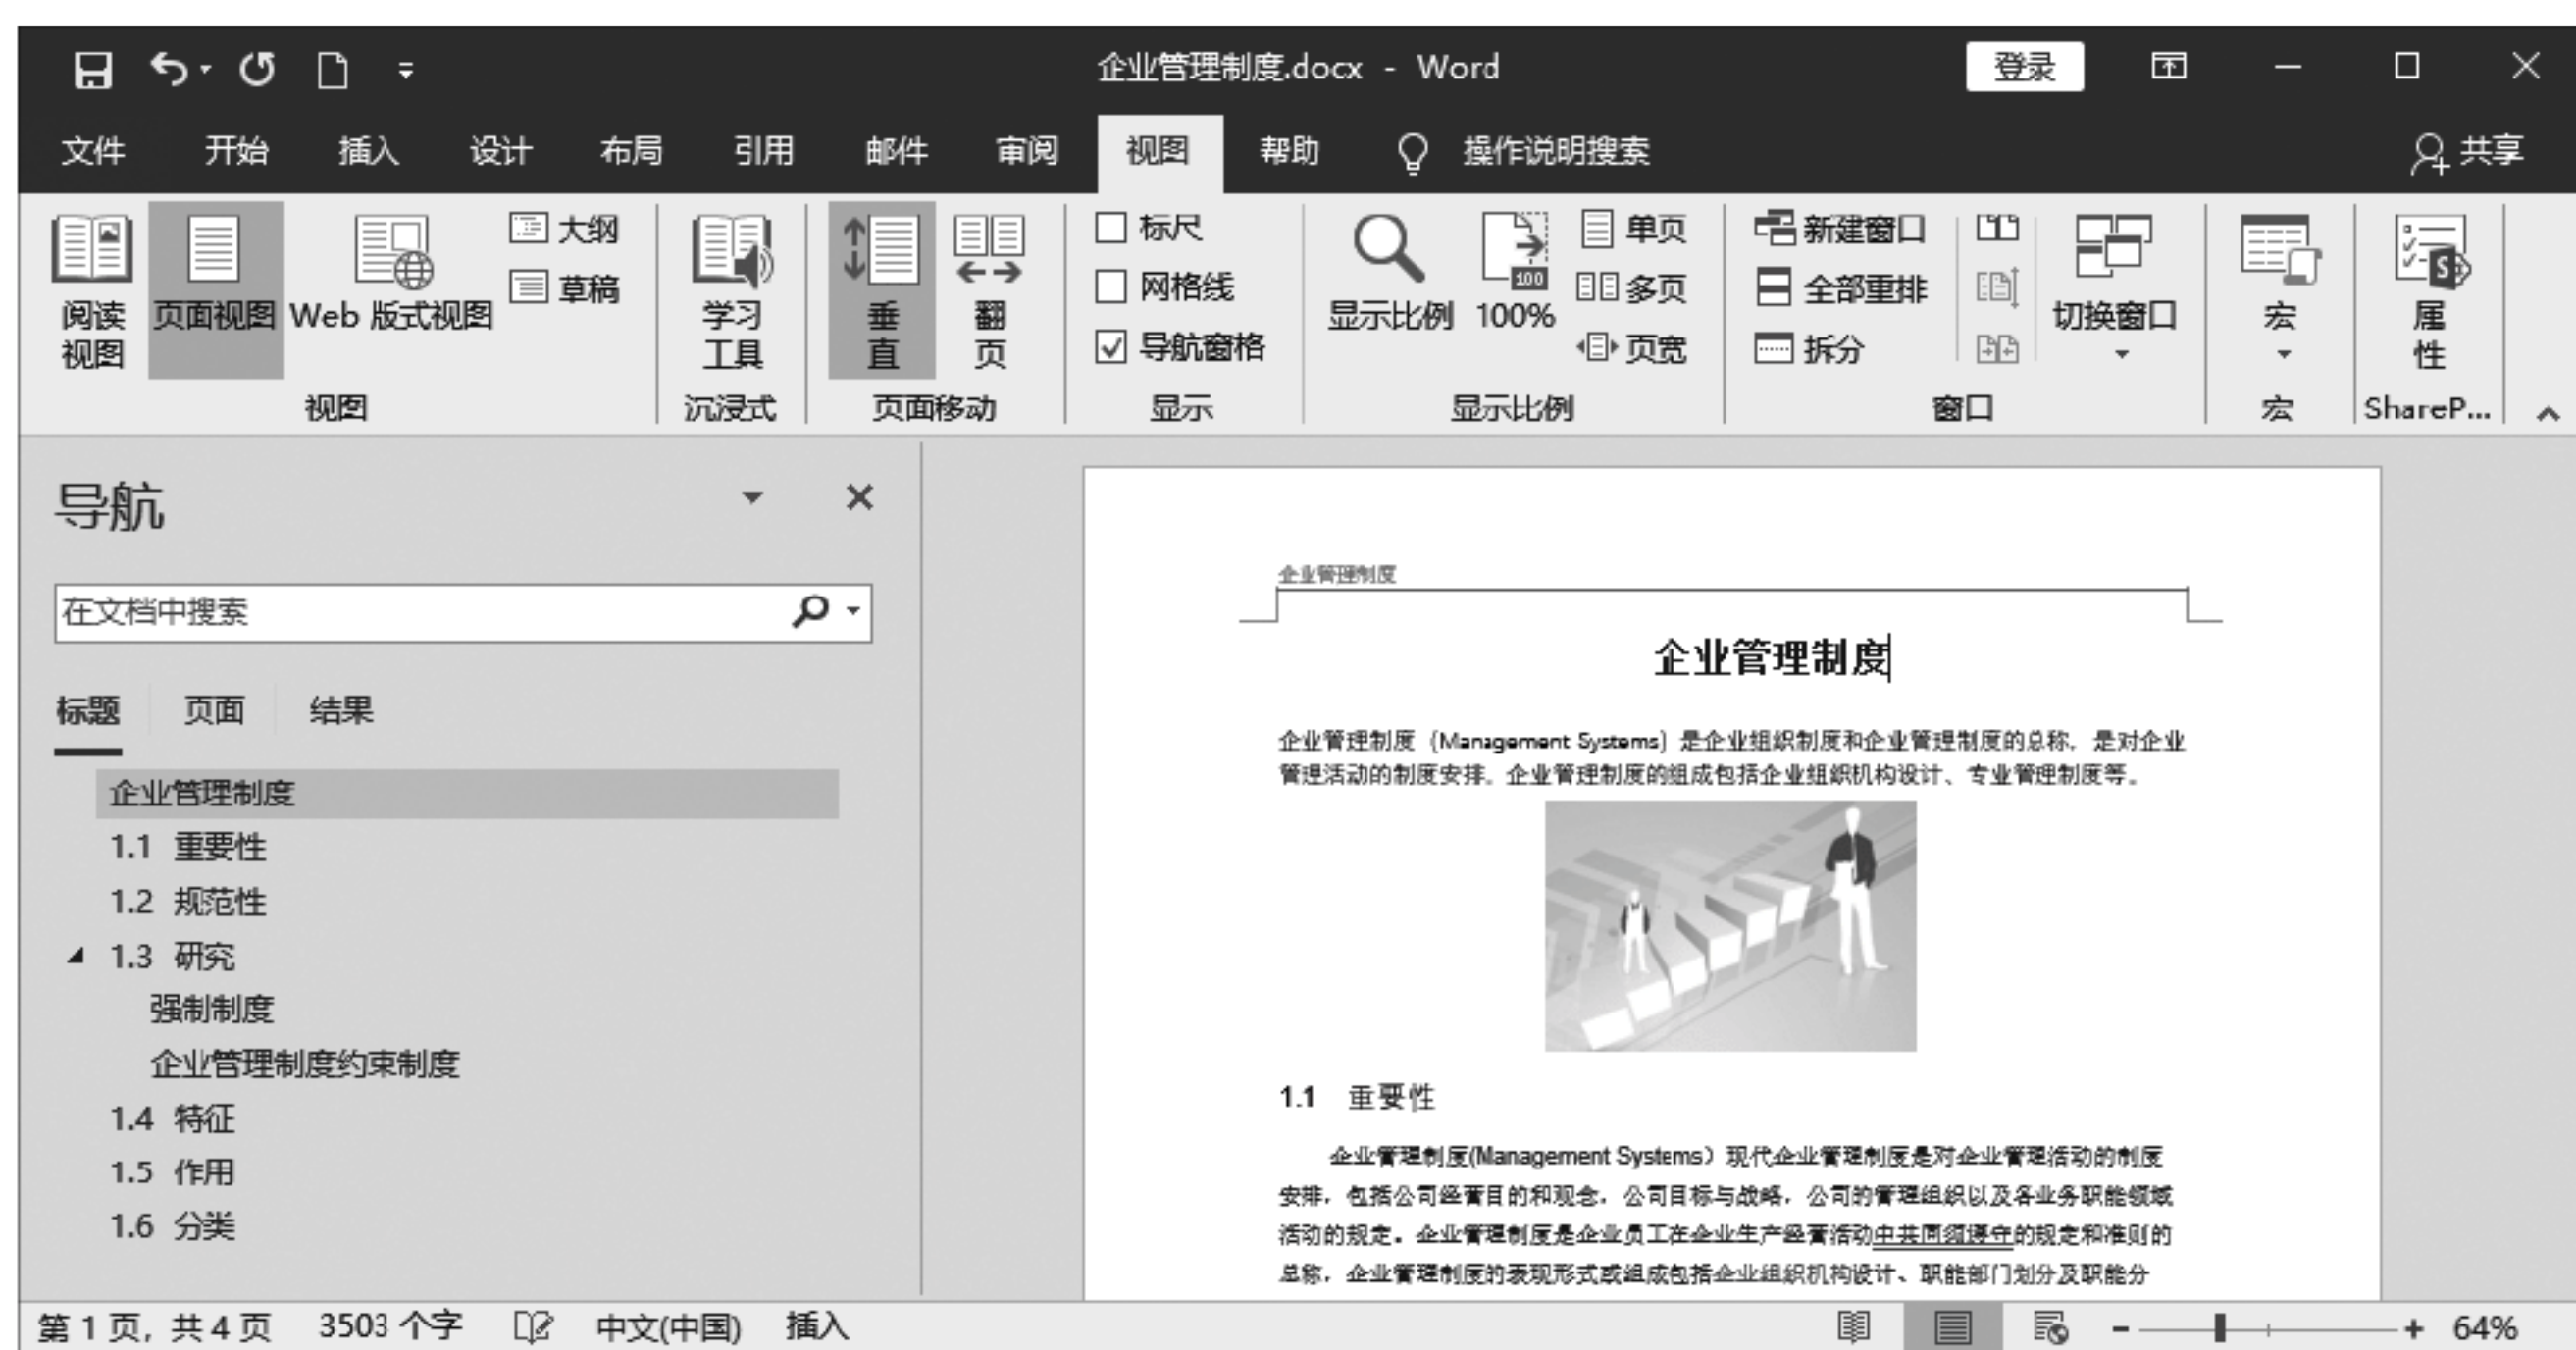 企业管理制度.docx - Word 登录
文件 开始 插入 设计 布局 引用 邮件 审阅 视图 帮助 操作说明搜索 共享
阅读视图 页面视图 Web 版式视图 大纲 草稿
学习工具
垂直 翻页
标尺
网格线
导航窗格
显示比例 100% 100 单页 多页 页宽
新建窗口 全部重排 拆分 切换窗口
宏
属性
视图 沉浸式 页面移动 显示 显示比例 窗口 宏 ShareP...
导航
在文档中搜索
标题 页面 结果
企业管理制度
1.1 重要性
1.2 规范性
1.3 研究
强制制度
企业管理制度约束制度
1.4 特征
1.5 作用
1.6 分类
企业管理制度
企业管理制度
企业管理制度（Management Systems）是企业组织制度和企业管理制度的总称，是对企业
管理活动的制度安排。企业管理制度的组成包括企业组织机构设计、专业管理制度等。
1.1 重要性
企业管理制度(Management Systems）现代企业管理制度是对企业管理活动的制度
安排，包括公司经营目的和观念，公司目标与战略，公司的管理组织以及各业务职能领域
活动的规定。企业管理制度是企业员工在企业生产经营活动中共同须遵守的规定和准则的
总称，企业管理制度的表现形式或组成包括企业组织机构设计、职能部门划分及职能分
第 1 页, 共 4 页 3503 个字 中文(中国) 插入 64%